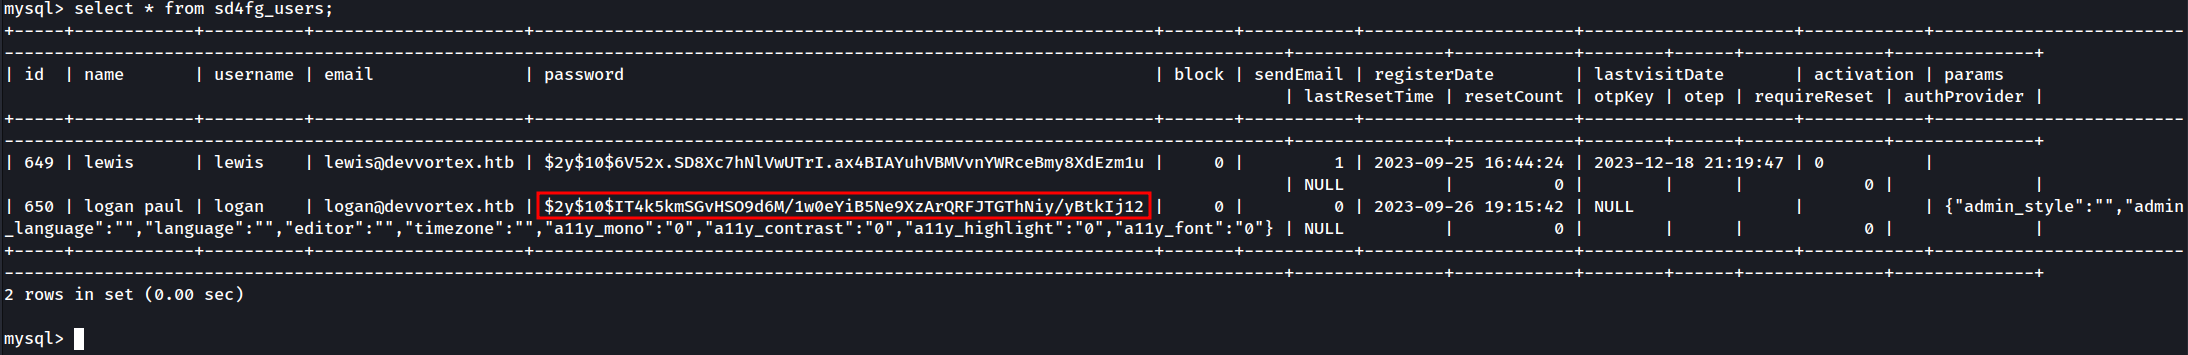 mysql> select * from sd4fg_users;
+-----+------------+----------+---------------------+--------------------------------------------------------------+-------+-----------+---------------------+---------------------+------------+------------------------
---------------------------------------------------------------------------------------------------------------------------------+---------------+------------+--------+------+--------------+--------------+
| id  | name       | username | email               | password                                                     | block | sendEmail | registerDate        | lastvisitDate       | activation | params
                                                                                                                                | lastResetTime | resetCount | otpKey | otep | requireReset | authProvider |
+-----+------------+----------+---------------------+--------------------------------------------------------------+-------+-----------+---------------------+---------------------+------------+------------------------
---------------------------------------------------------------------------------------------------------------------------------+---------------+------------+--------+------+--------------+--------------+
| 649 | lewis      | lewis    | lewis@devvortex.htb | $2y$10$6V52x.SD8Xc7hNlVwUTrI.ax4BIAYuhVBMVvnYWRceBmy8XdEzm1u |     0 |         1 | 2023-09-25 16:44:24 | 2023-12-18 21:19:47 | 0          |
                                                                                                                                | NULL          |          0 |        |      |            0 |              |
| 650 | logan paul | logan    | logan@devvortex.htb | $2y$10$IT4k5kmSGvHSO9d6M/1w0eYiB5Ne9XzArQRFJTGThNiy/yBtkIj12 |     0 |         0 | 2023-09-26 19:15:42 | NULL                |            | {"admin_style":"","admin
_language":"","language":"","editor":"","timezone":"","a11y_mono":"0","a11y_contrast":"0","a11y_highlight":"0","a11y_font":"0"} | NULL          |          0 |        |      |            0 |              |
+-----+------------+----------+---------------------+--------------------------------------------------------------+-------+-----------+---------------------+---------------------+------------+------------------------
---------------------------------------------------------------------------------------------------------------------------------+---------------+------------+--------+------+--------------+--------------+
2 rows in set (0.00 sec)
mysql>